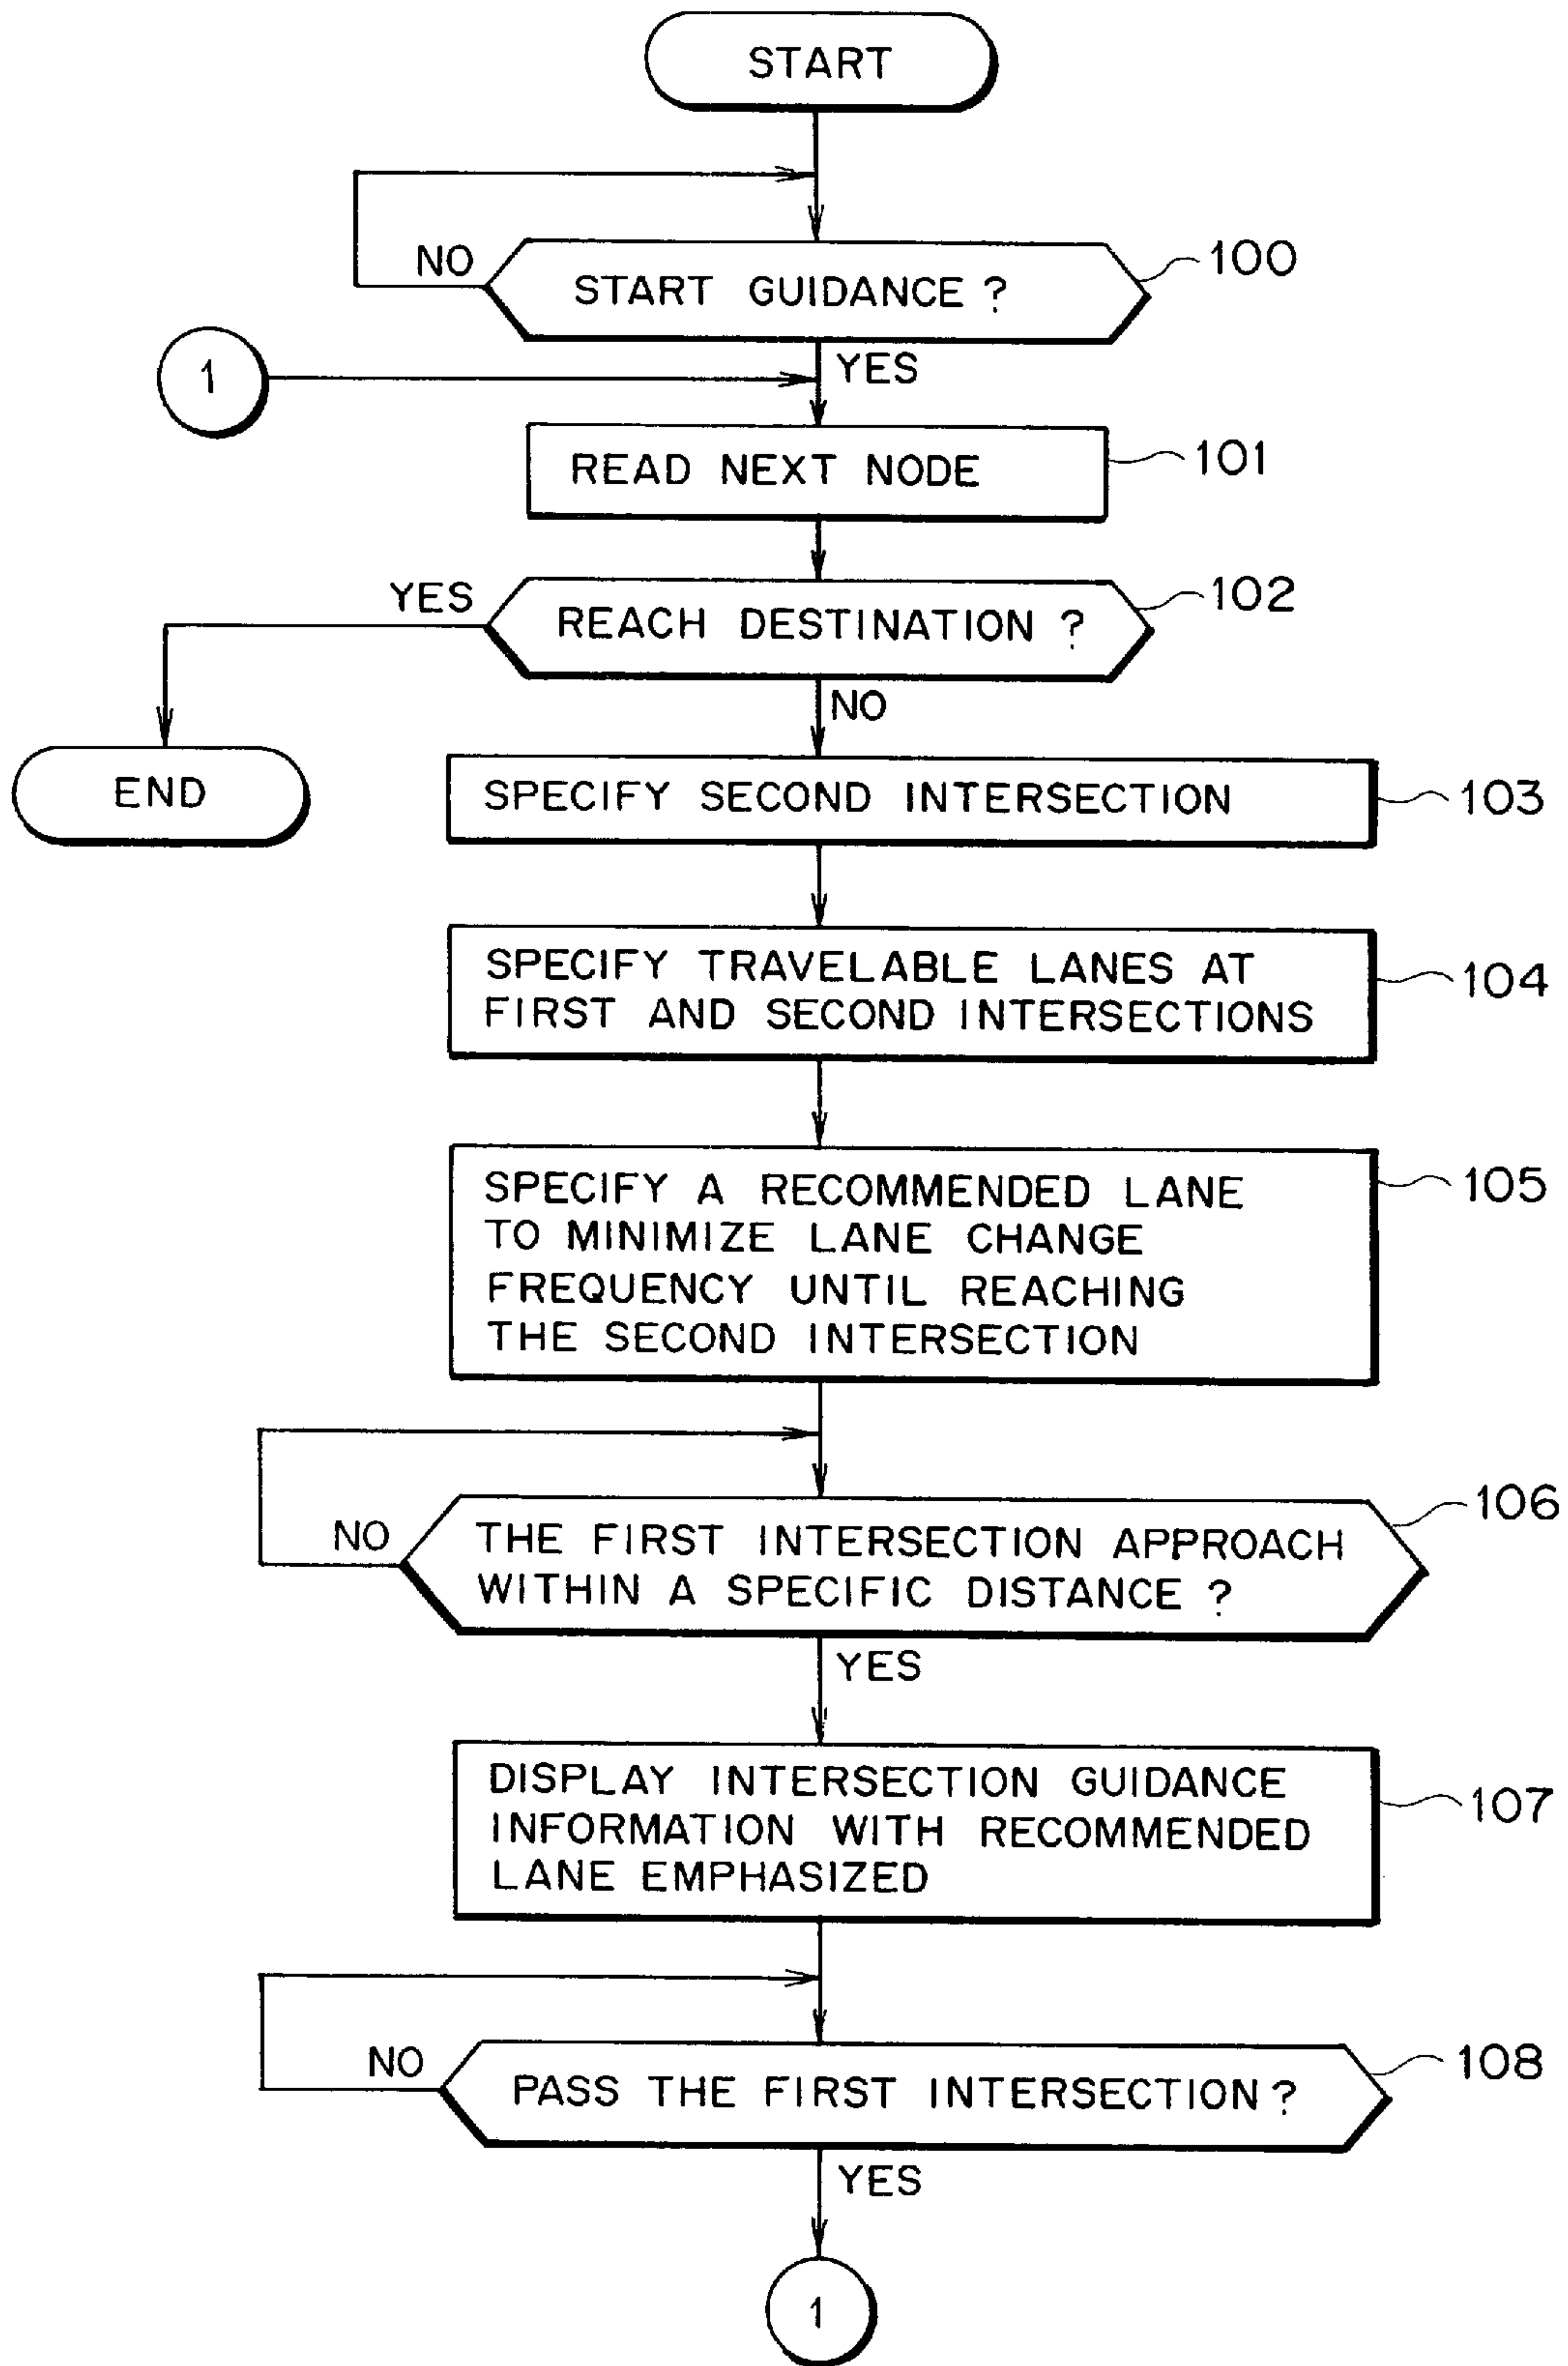 START
NO
START GUIDANCE ?
100
1
YES
READ NEXT NODE
101
YES
REACH DESTINATION ?
102
NO
END
SPECIFY SECOND INTERSECTION
103
SPECIFY TRAVELABLE LANES AT
FIRST AND SECOND INTERSECTIONS
104
SPECIFY A RECOMMENDED LANE
TO MINIMIZE LANE CHANGE
FREQUENCY UNTIL REACHING
THE SECOND INTERSECTION
105
NO
THE FIRST INTERSECTION APPROACH
WITHIN A SPECIFIC DISTANCE ?
106
YES
DISPLAY INTERSECTION GUIDANCE
INFORMATION WITH RECOMMENDED
LANE EMPHASIZED
107
NO
PASS THE FIRST INTERSECTION ?
108
YES
1